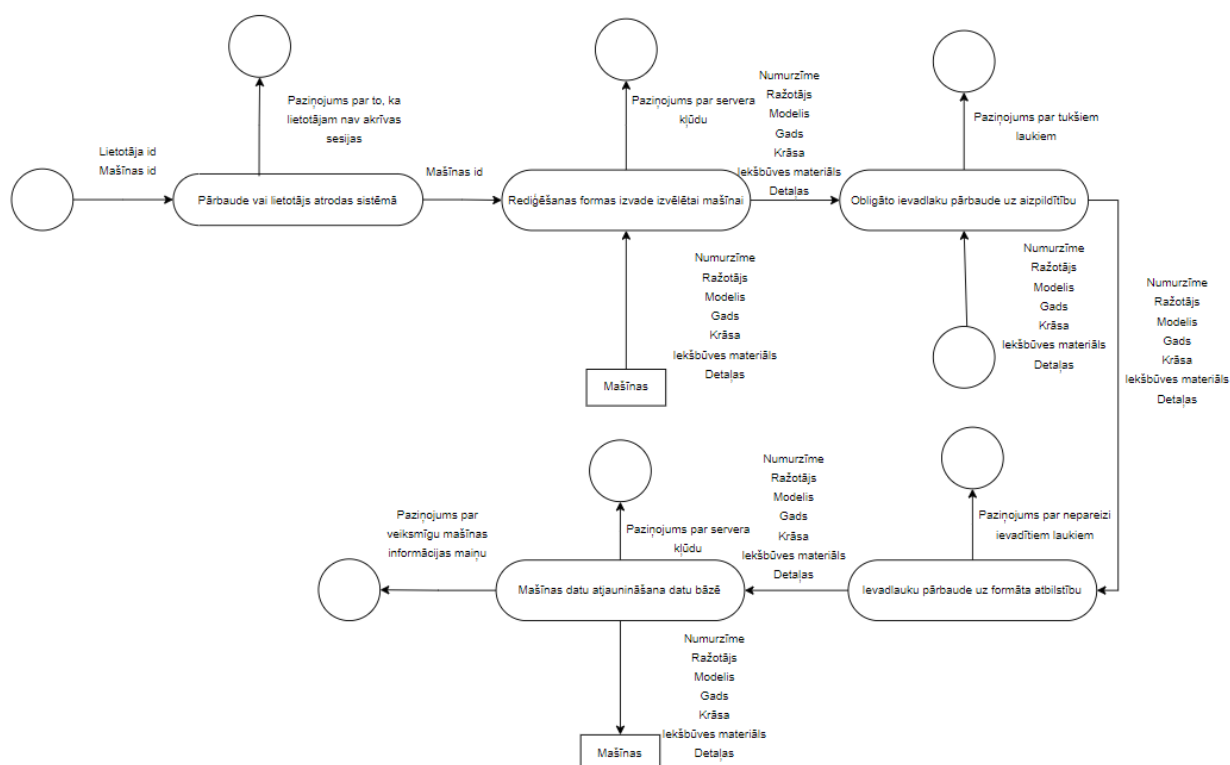 Paziņojums par to, ka
lietotājam nav akrīvas
sesijas
Lietotāja id
Mašīnas id
Pārbaude vai lietotājs atrodas sistēmā
Mašīnas id
Paziņojums par servera
kļūdu
Rediģēšanas formas izvade izvēlētai mašīnai
Numurzīme
Ražotājs
Modelis
Gads
Krāsa
Iekšbūves materiāls
Detaļas
Mašīnas
Numurzīme
Ražotājs
Modelis
Gads
Krāsa
Iekšbūves materiāls
Detaļas
Paziņojums par tukšiem
laukiem
Obligāto ievadlaku pārbaude uz aizpildītību
Numurzīme
Ražotājs
Modelis
Gads
Krāsa
Iekšbūves materiāls
Detaļas
Numurzīme
Ražotājs
Modelis
Gads
Krāsa
Iekšbūves materiāls
Detaļas
Paziņojums par nepareizi
ievadītiem laukiem
Ievadlauku pārbaude uz formāta atbilstību
Numurzīme
Ražotājs
Modelis
Gads
Krāsa
Iekšbūves materiāls
Detaļas
Paziņojums par servera
kļūdu
Paziņojums par
veiksmīgu mašīnas
informācijas maiņu
Mašīnas datu atjaunināšana datu bāzē
Numurzīme
Ražotājs
Modelis
Gads
Krāsa
Iekšbūves materiāls
Detaļas
Mašīnas